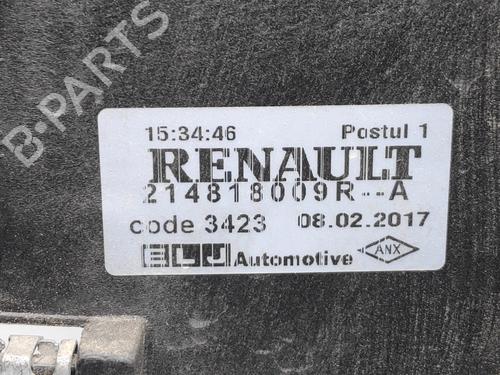 B-PARTS
15:34:46 Postul 1
RENAULT
214818009R--A
code 3423 08.02.2017
ELJ Automotive ANX